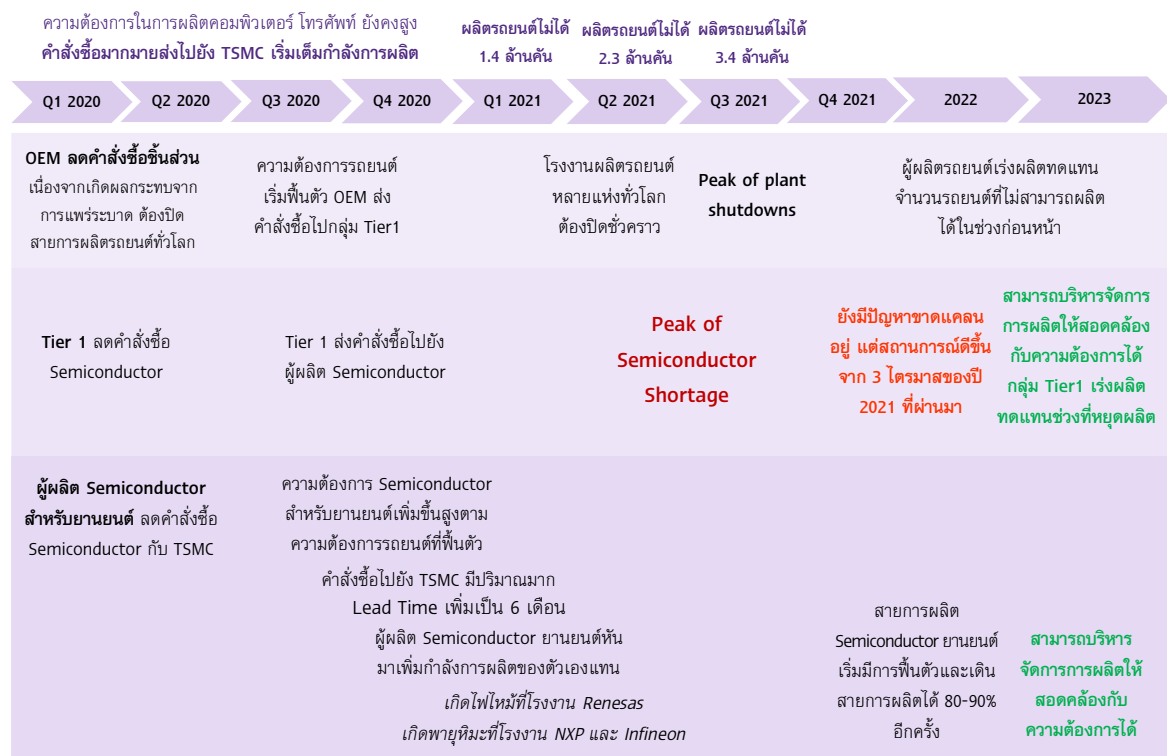 ความต้องการในการผลิตคอมพิวเตอร์ โทรศัพท์ ยังคงสูง
คำสั่งซื้อมากมายส่งไปยัง TSMC เริ่มเต็มกำลังการผลิต
ผลิตรถยนต์ไม่ได้
1.4 ล้านคัน
ผลิตรถยนต์ไม่ได้
2.3 ล้านคัน
ผลิตรถยนต์ไม่ได้
3.4 ล้านคัน
Q1 2020
Q2 2020
Q3 2020
Q4 2020
Q1 2021
Q2 2021
Q3 2021
Q4 2021
2022
2023
OEM ลดคำสั่งซื้อชิ้นส่วน
เนื่องจากเกิดผลกระทบจาก
การแพร่ระบาด ต้องปิด
สายการผลิตรถยนต์ทั่วโลก
ความต้องการรถยนต์
เริ่มฟื้นตัว OEM ส่ง
คำสั่งซื้อไปกลุ่ม Tier1
โรงงานผลิตรถยนต์
หลายแห่งทั่วโลก
ต้องปิดชั่วคราว
Peak of plant
shutdowns
ผู้ผลิตรถยนต์เร่งผลิตทดแทน
จำนวนรถยนต์ที่ไม่สามารถผลิต
ได้ในช่วงก่อนหน้า
Tier 1 ลดคำสั่งซื้อ
Semiconductor
Tier 1 ส่งคำสั่งซื้อไปยัง
ผู้ผลิต Semiconductor
Peak of
Semiconductor
Shortage
ยังมีปัญหาขาดแคลน
อยู่ แต่สถานการณ์ดีขึ้น
จาก 3 ไตรมาสของปี
2021 ที่ผ่านมา
สามารถบริหารจัดการ
การผลิตให้สอดคล้อง
กับความต้องการได้
กลุ่ม Tier1 เร่งผลิต
ทดแทนช่วงที่หยุดผลิต
ผู้ผลิต Semiconductor
สำหรับยานยนต์ ลดคำสั่งซื้อ
Semiconductor กับ TSMC
ความต้องการ Semiconductor
สำหรับยานยนต์เพิ่มขึ้นสูงตาม
ความต้องการรถยนต์ที่ฟื้นตัว
คำสั่งซื้อไปยัง TSMC มีปริมาณมาก
Lead Time เพิ่มเป็น 6 เดือน
ผู้ผลิต Semiconductor ยานยนต์หัน
มาเพิ่มกำลังการผลิตของตัวเองแทน
เกิดไฟไหม้ที่โรงงาน Renesas
เกิดพายุหิมะที่โรงงาน NXP และ Infineon
สายการผลิต
Semiconductor ยานยนต์
เริ่มมีการฟื้นตัวและเดิน
สายการผลิตได้ 80-90%
อีกครั้ง
สามารถบริหาร
จัดการการผลิตให้
สอดคล้องกับ
ความต้องการได้